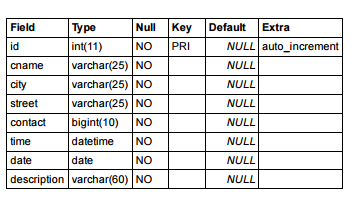 Field Type Null Key Default Extra
id int(11) NO PRI NULL auto_increment
cname varchar(25) NO NULL
city varchar(25) NO NULL
street varchar(25) NO NULL
contact bigint(10) NO NULL
time datetime NO NULL
date date NO NULL
description varchar(60) NO NULL